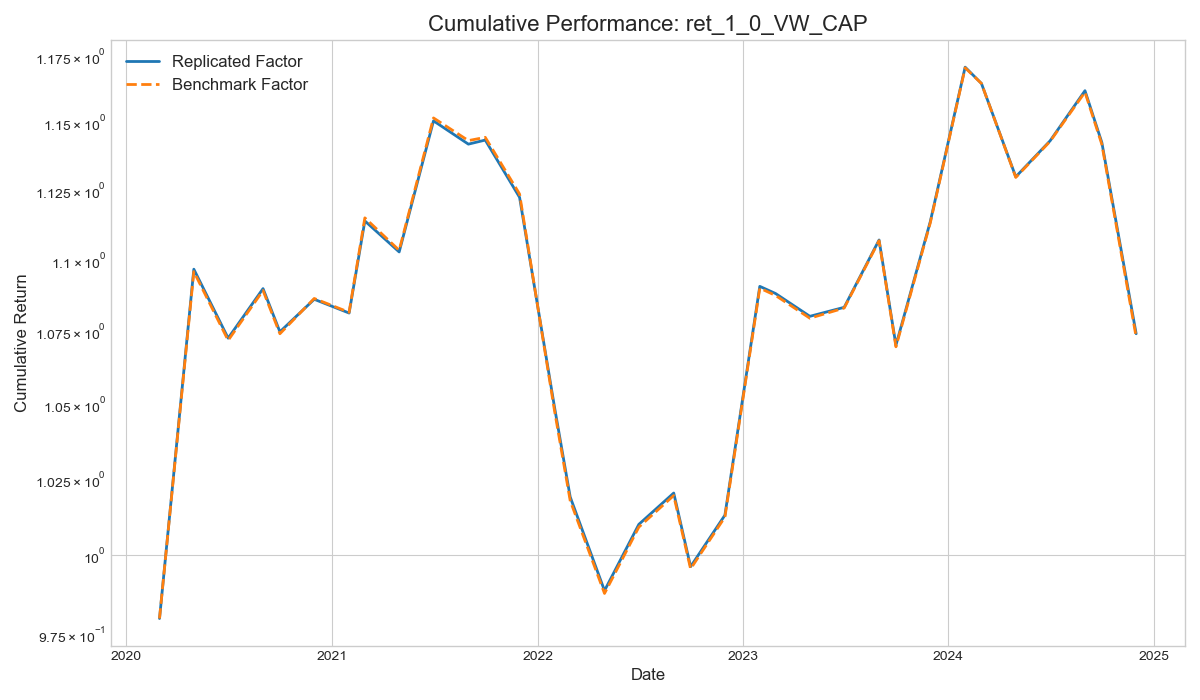 Cumulative Performance: ret_1_0_VW_CAP
Replicated Factor
Benchmark Factor
Cumulative Return
1.175 × 10⁰
1.15 × 10⁰
1.125 × 10⁰
1.1 × 10⁰
1.075 × 10⁰
1.05 × 10⁰
1.025 × 10⁰
10⁰
9.75 × 10⁻¹
2020 2021 2022 2023 2024 2025
Date